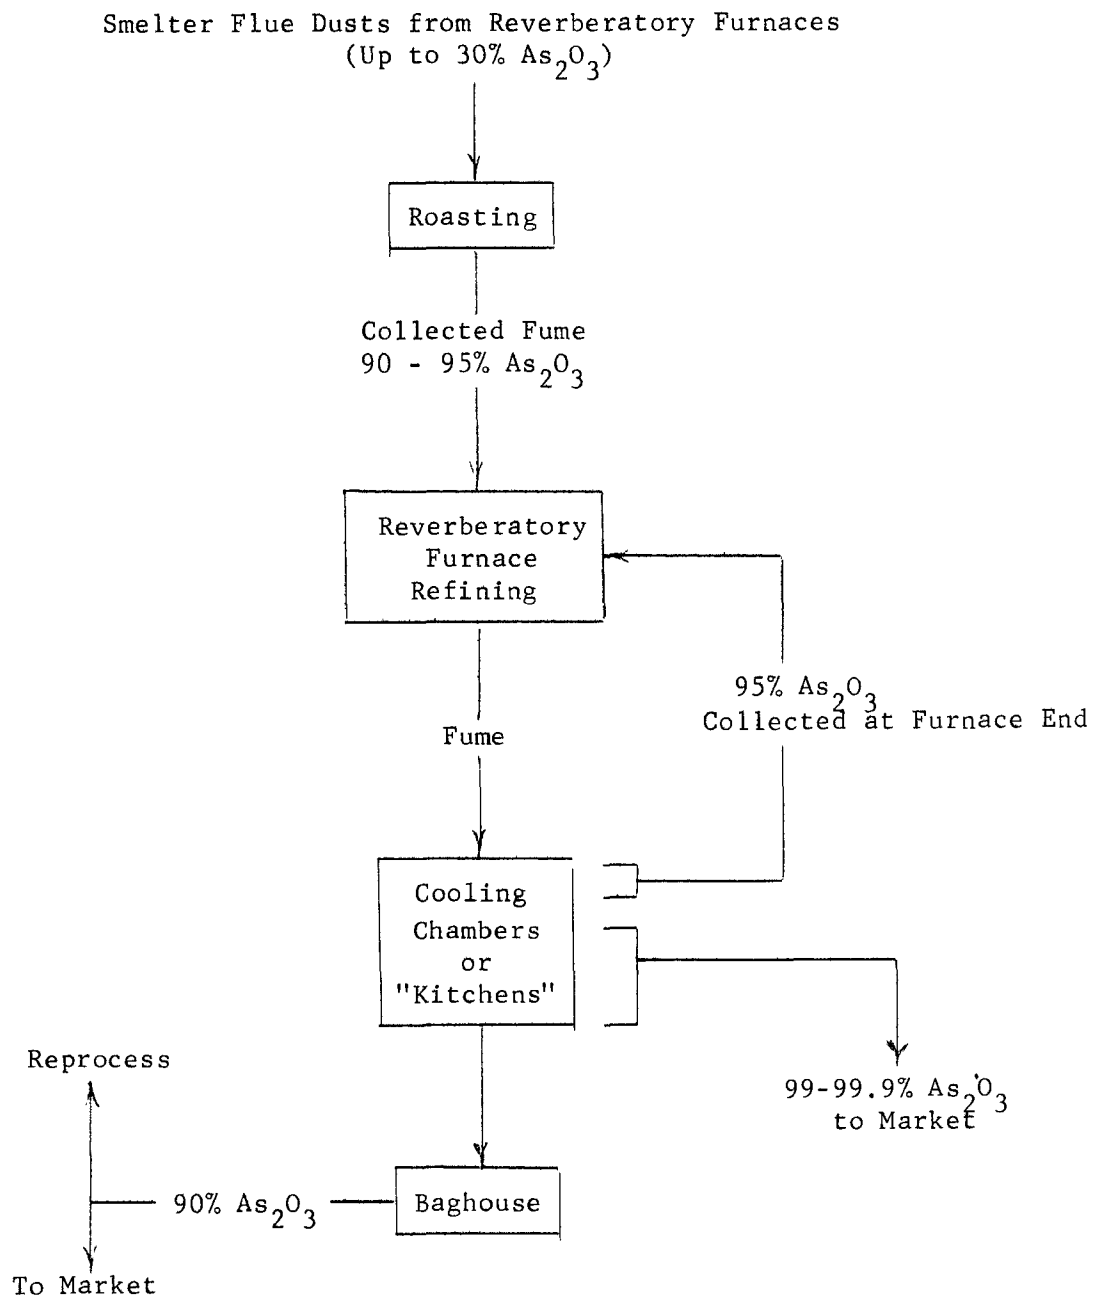 Smelter Flue Dusts from Reverberatory Furnaces
(Up to 30% As₂O₃)
Roasting
Collected Fume
90 - 95% As₂O₃
Reverberatory
Furnace
Refining
95% As₂O₃
Collected at Furnace End
Fume
Cooling
Chambers
or
"Kitchens"
99-99.9% As₂O₃
to Market
Reprocess
90% As₂O₃
Baghouse
To Market